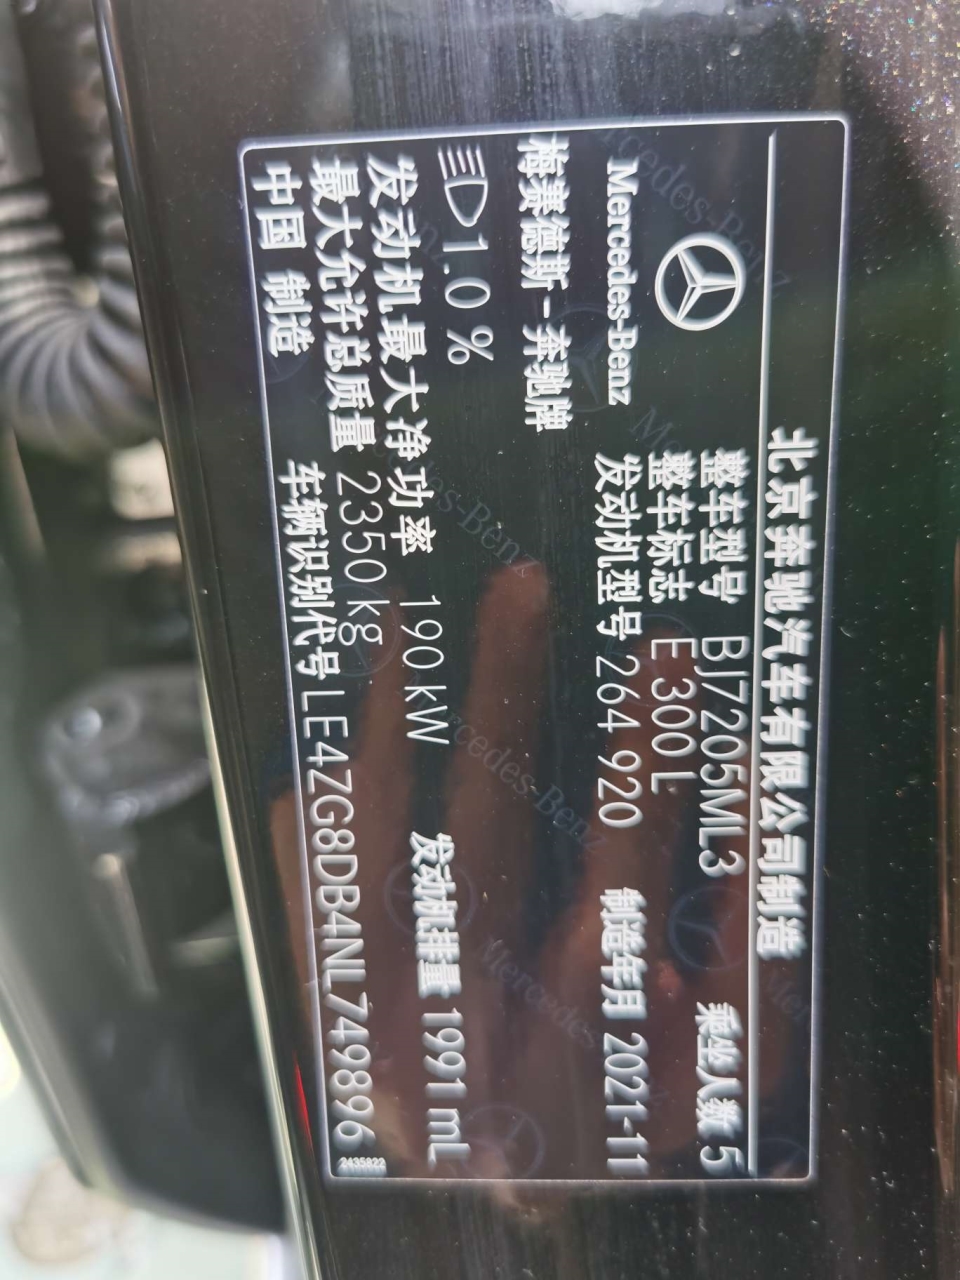 北京奔驰汽车有限公司制造
整车型号 BJ7205ML3 乘坐人数 5
整车标志 E 300 L
Mercedes-Benz 发动机型号 264 920 制造年月 2021-11
梅赛德斯-奔驰牌
1.0 %
发动机最大净功率 190 kW 发动机排量 1991 mL
最大允许总质量 2350 kg
中国 制造 车辆识别代号 LE4ZG8DB4NL749896
2435822